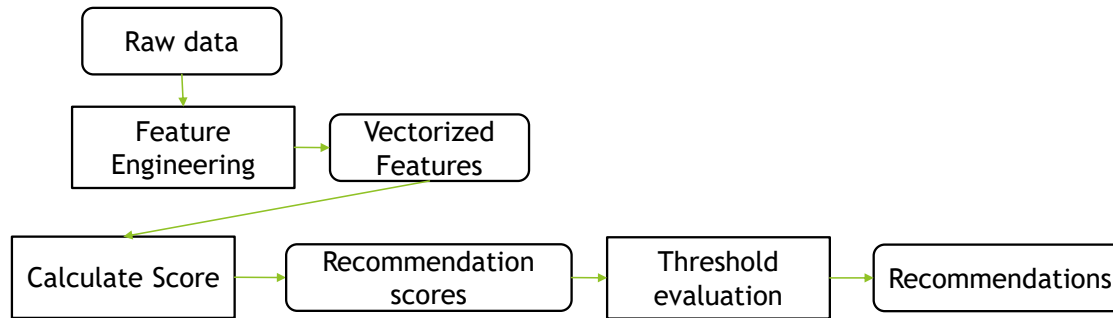 Raw data
Feature
Engineering
Vectorized
Features
Calculate Score
Recommendation
scores
Threshold
evaluation
Recommendations